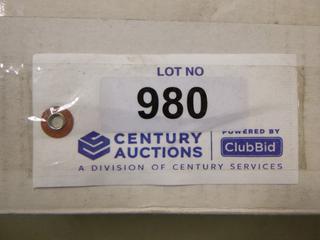 LOT NO
980
CENTURY
AUCTIONS
POWERED BY
ClubBid
A DIVISION OF CENTURY SERVICES